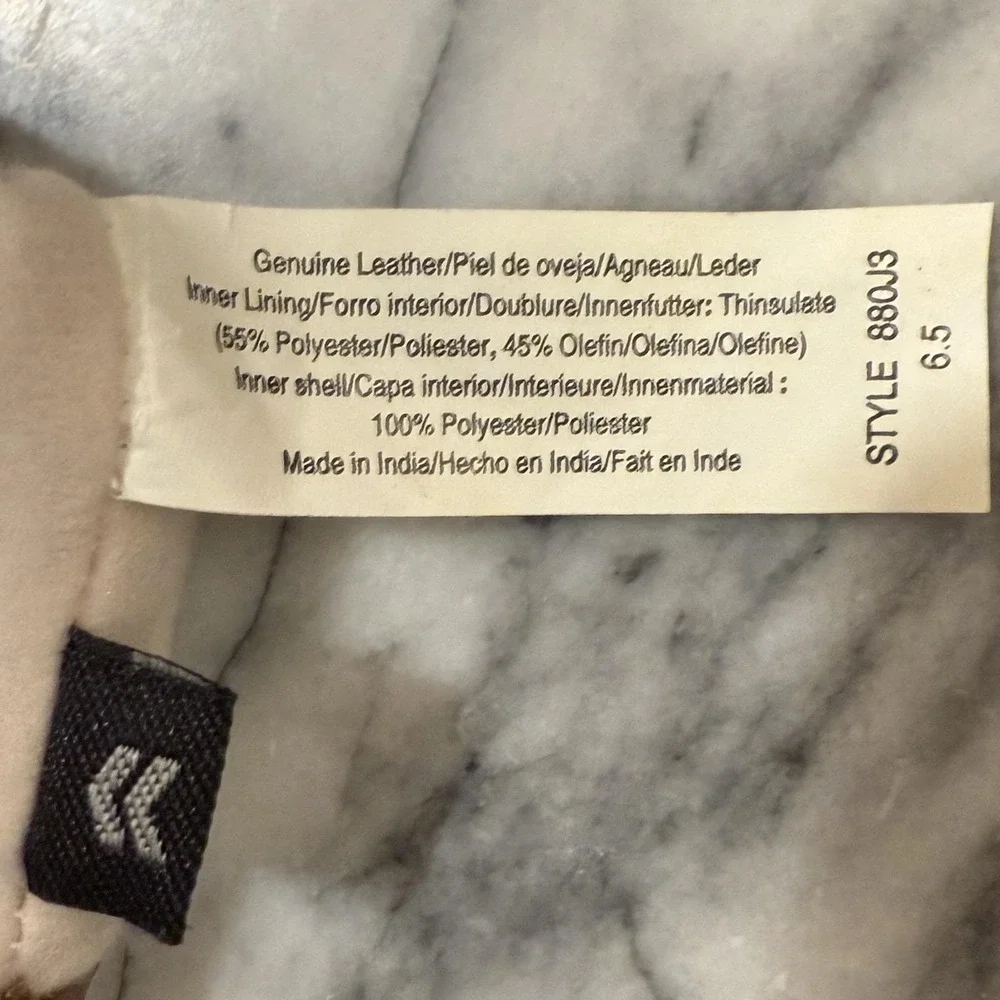 Genuine Leather/Piel de oveja/Agneau/Leder
Inner Lining/Forro interior/Doublure/Innenfutter: Thinsulate
(55% Polyester/Poliester, 45% Olefin/Olefina/Olefine)
Inner shell/Capa interior/Interieure/Innenmaterial :
100% Polyester/Poliester
Made in India/Hecho en India/Fait en Inde
STYLE 880J3
6.5